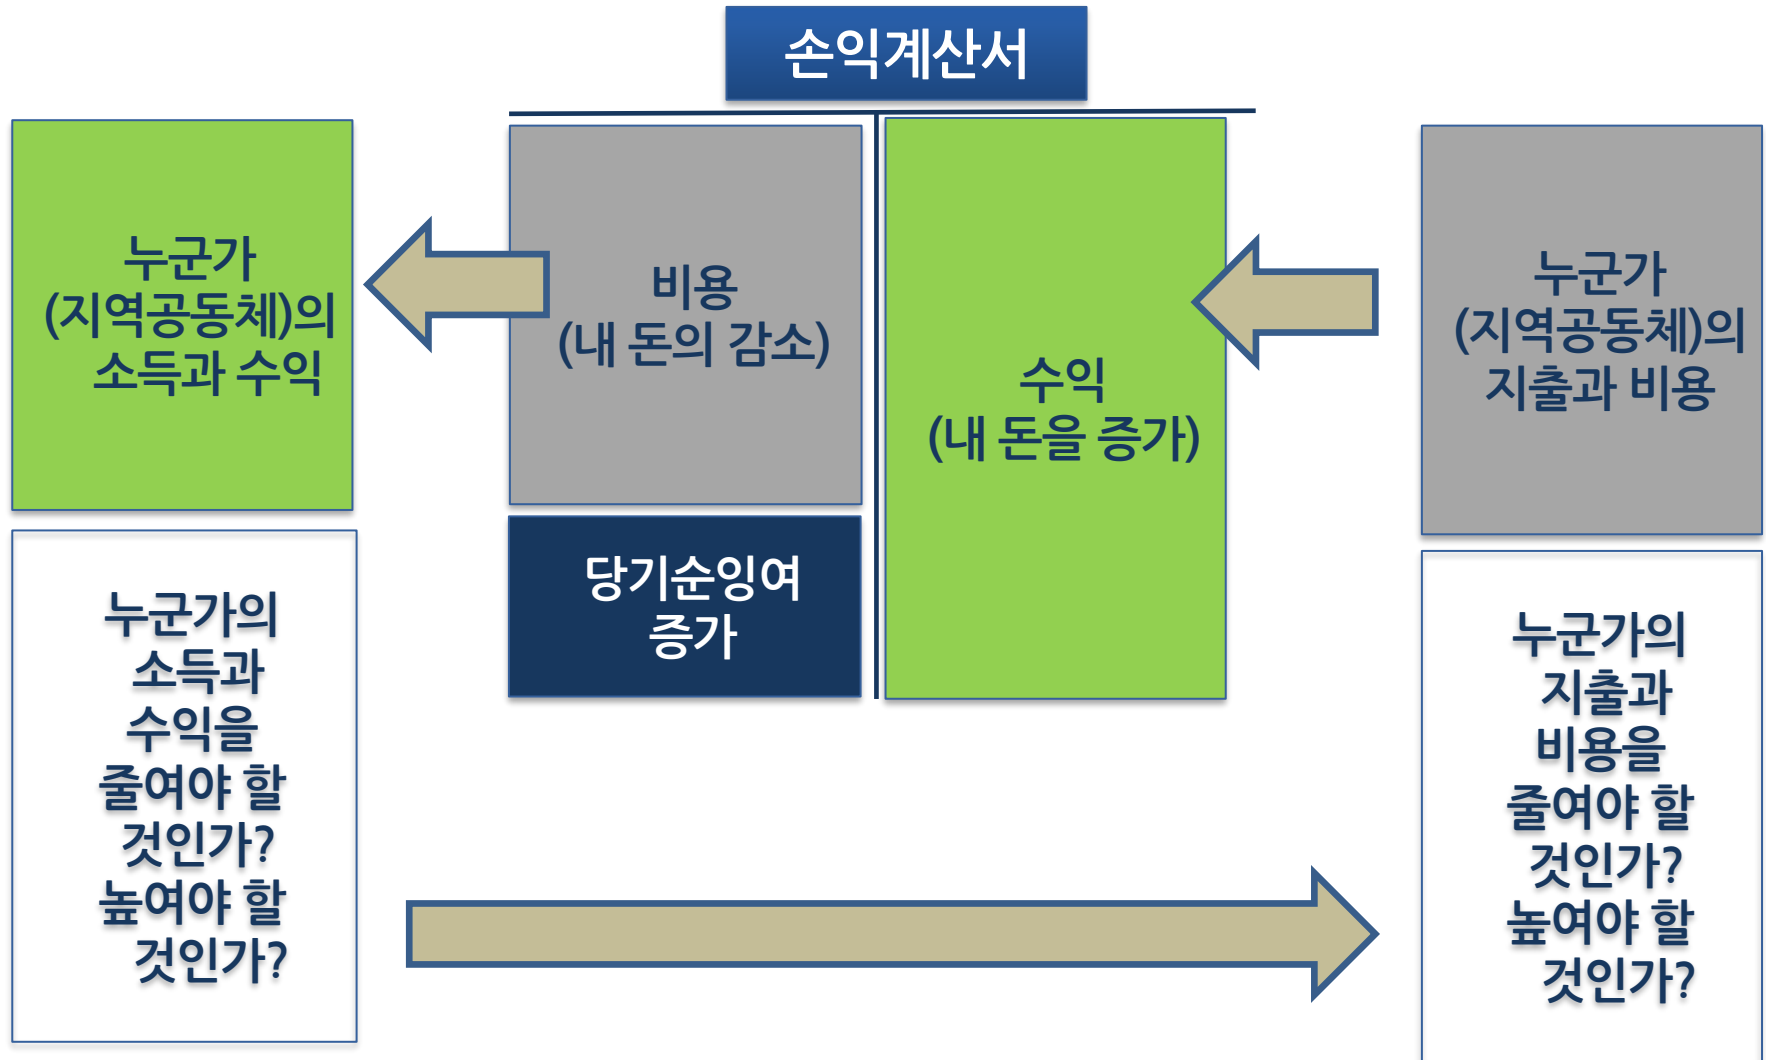 손익계산서
누군가
(지역공동체)의
소득과 수익
비용
(내 돈의 감소)
수익
(내 돈을 증가)
누군가
(지역공동체)의
지출과 비용
당기순잉여
증가
누군가의
소득과
수익을
줄여야 할
것인가?
높여야 할
것인가?
누군가의
지출과
비용을
줄여야 할
것인가?
높여야 할
것인가?